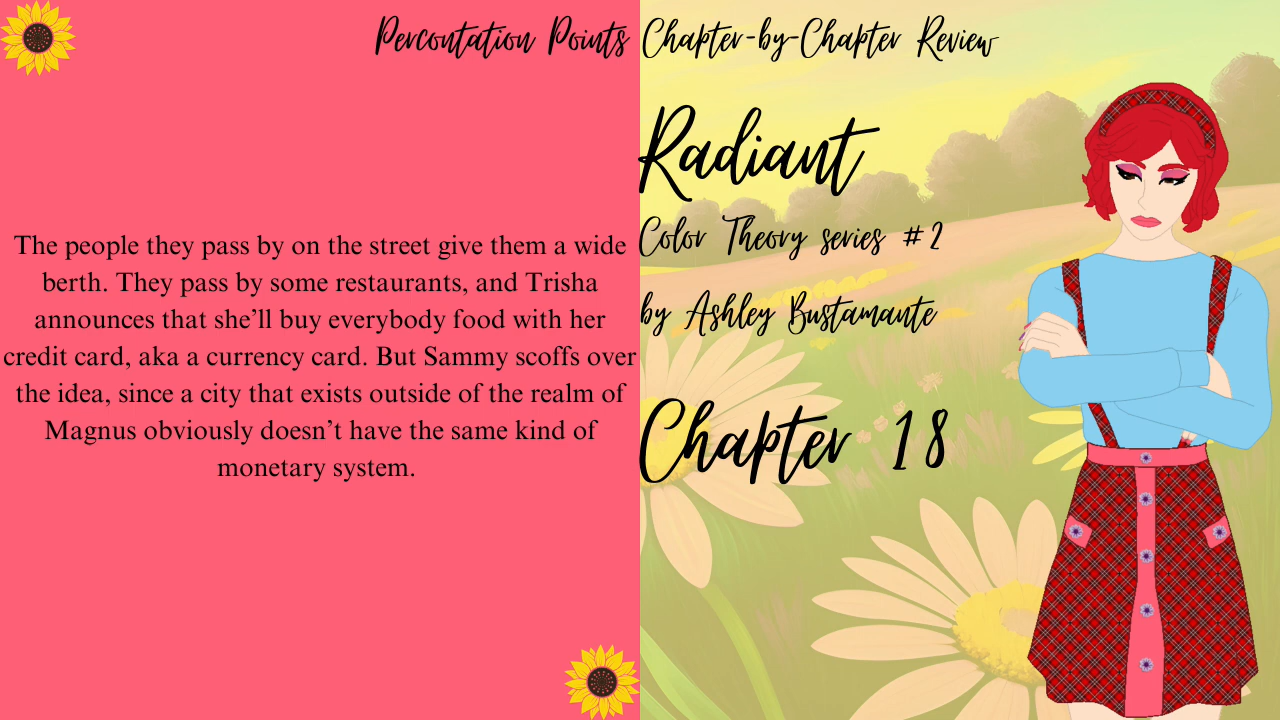 Percontation Points Chapter-by-Chapter Review
The people they pass by on the street give them a wide
berth. They pass by some restaurants, and Trisha
announces that she’ll buy everybody food with her
credit card, aka a currency card. But Sammy scoffs over
the idea, since a city that exists outside of the realm of
Magnus obviously doesn’t have the same kind of
monetary system.
Radiant
Color Theory series #2
by Ashley Bustamante
Chapter 18